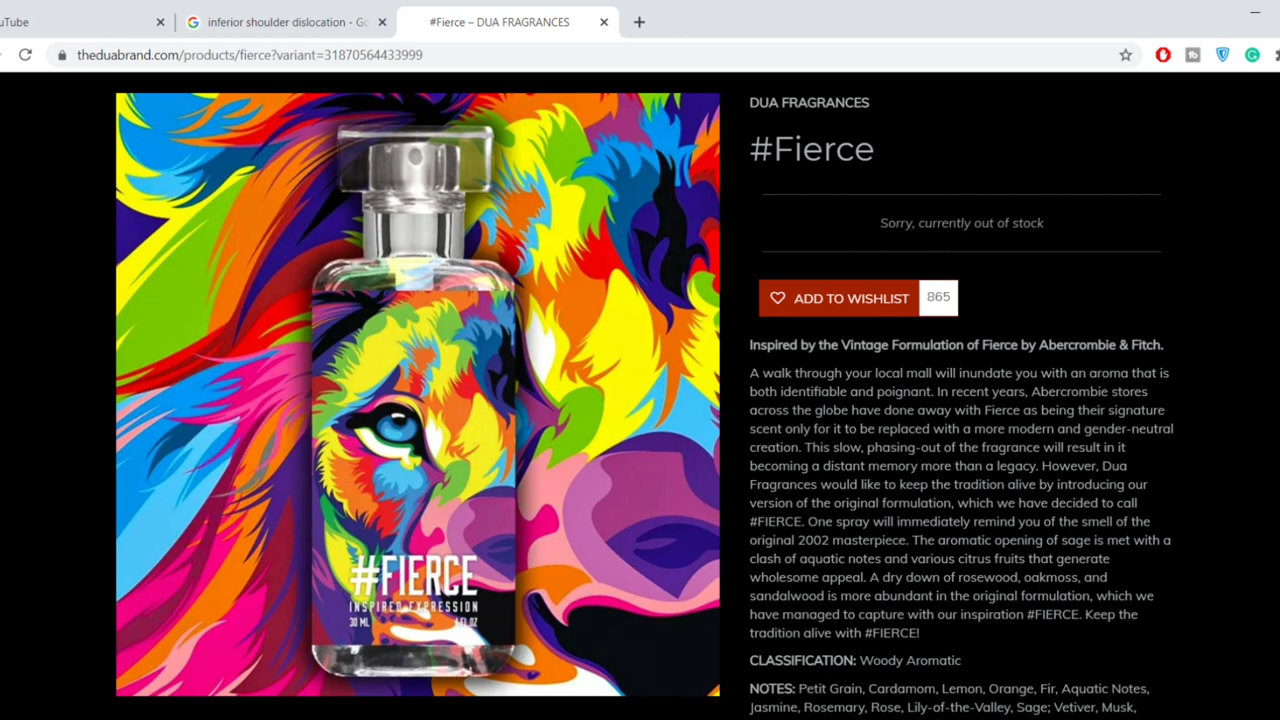 uTube
inferior shoulder dislocation - Go
#Fierce – DUA FRAGRANCES
theduabrand.com/products/fierce?variant=31870564433999
DUA FRAGRANCES
#Fierce
Sorry, currently out of stock
ADD TO WISHLIST 865
Inspired by the Vintage Formulation of Fierce by Abercrombie & Fitch.
A walk through your local mall will inundate you with an aroma that is
both identifiable and poignant. In recent years, Abercrombie stores
across the globe have done away with Fierce as being their signature
scent only for it to be replaced with a more modern and gender-neutral
creation. This slow, phasing-out of the fragrance will result in it
becoming a distant memory more than a legacy. However, Dua
Fragrances would like to keep the tradition alive by introducing our
version of the original formulation, which we have decided to call
#FIERCE. One spray will immediately remind you of the smell of the
original 2002 masterpiece. The aromatic opening of sage is met with a
clash of aquatic notes and various citrus fruits that generate
wholesome appeal. A dry down of rosewood, oakmoss, and
sandalwood is more abundant in the original formulation, which we
have managed to capture with our inspiration #FIERCE. Keep the
tradition alive with #FIERCE!
CLASSIFICATION: Woody Aromatic
NOTES: Petit Grain, Cardamom, Lemon, Orange, Fir, Aquatic Notes,
Jasmine, Rosemary, Rose, Lily-of-the-Valley, Sage; Vetiver, Musk,
#FIERCE
INSPIRED EXPRESSION
30 ML 1 FL OZ